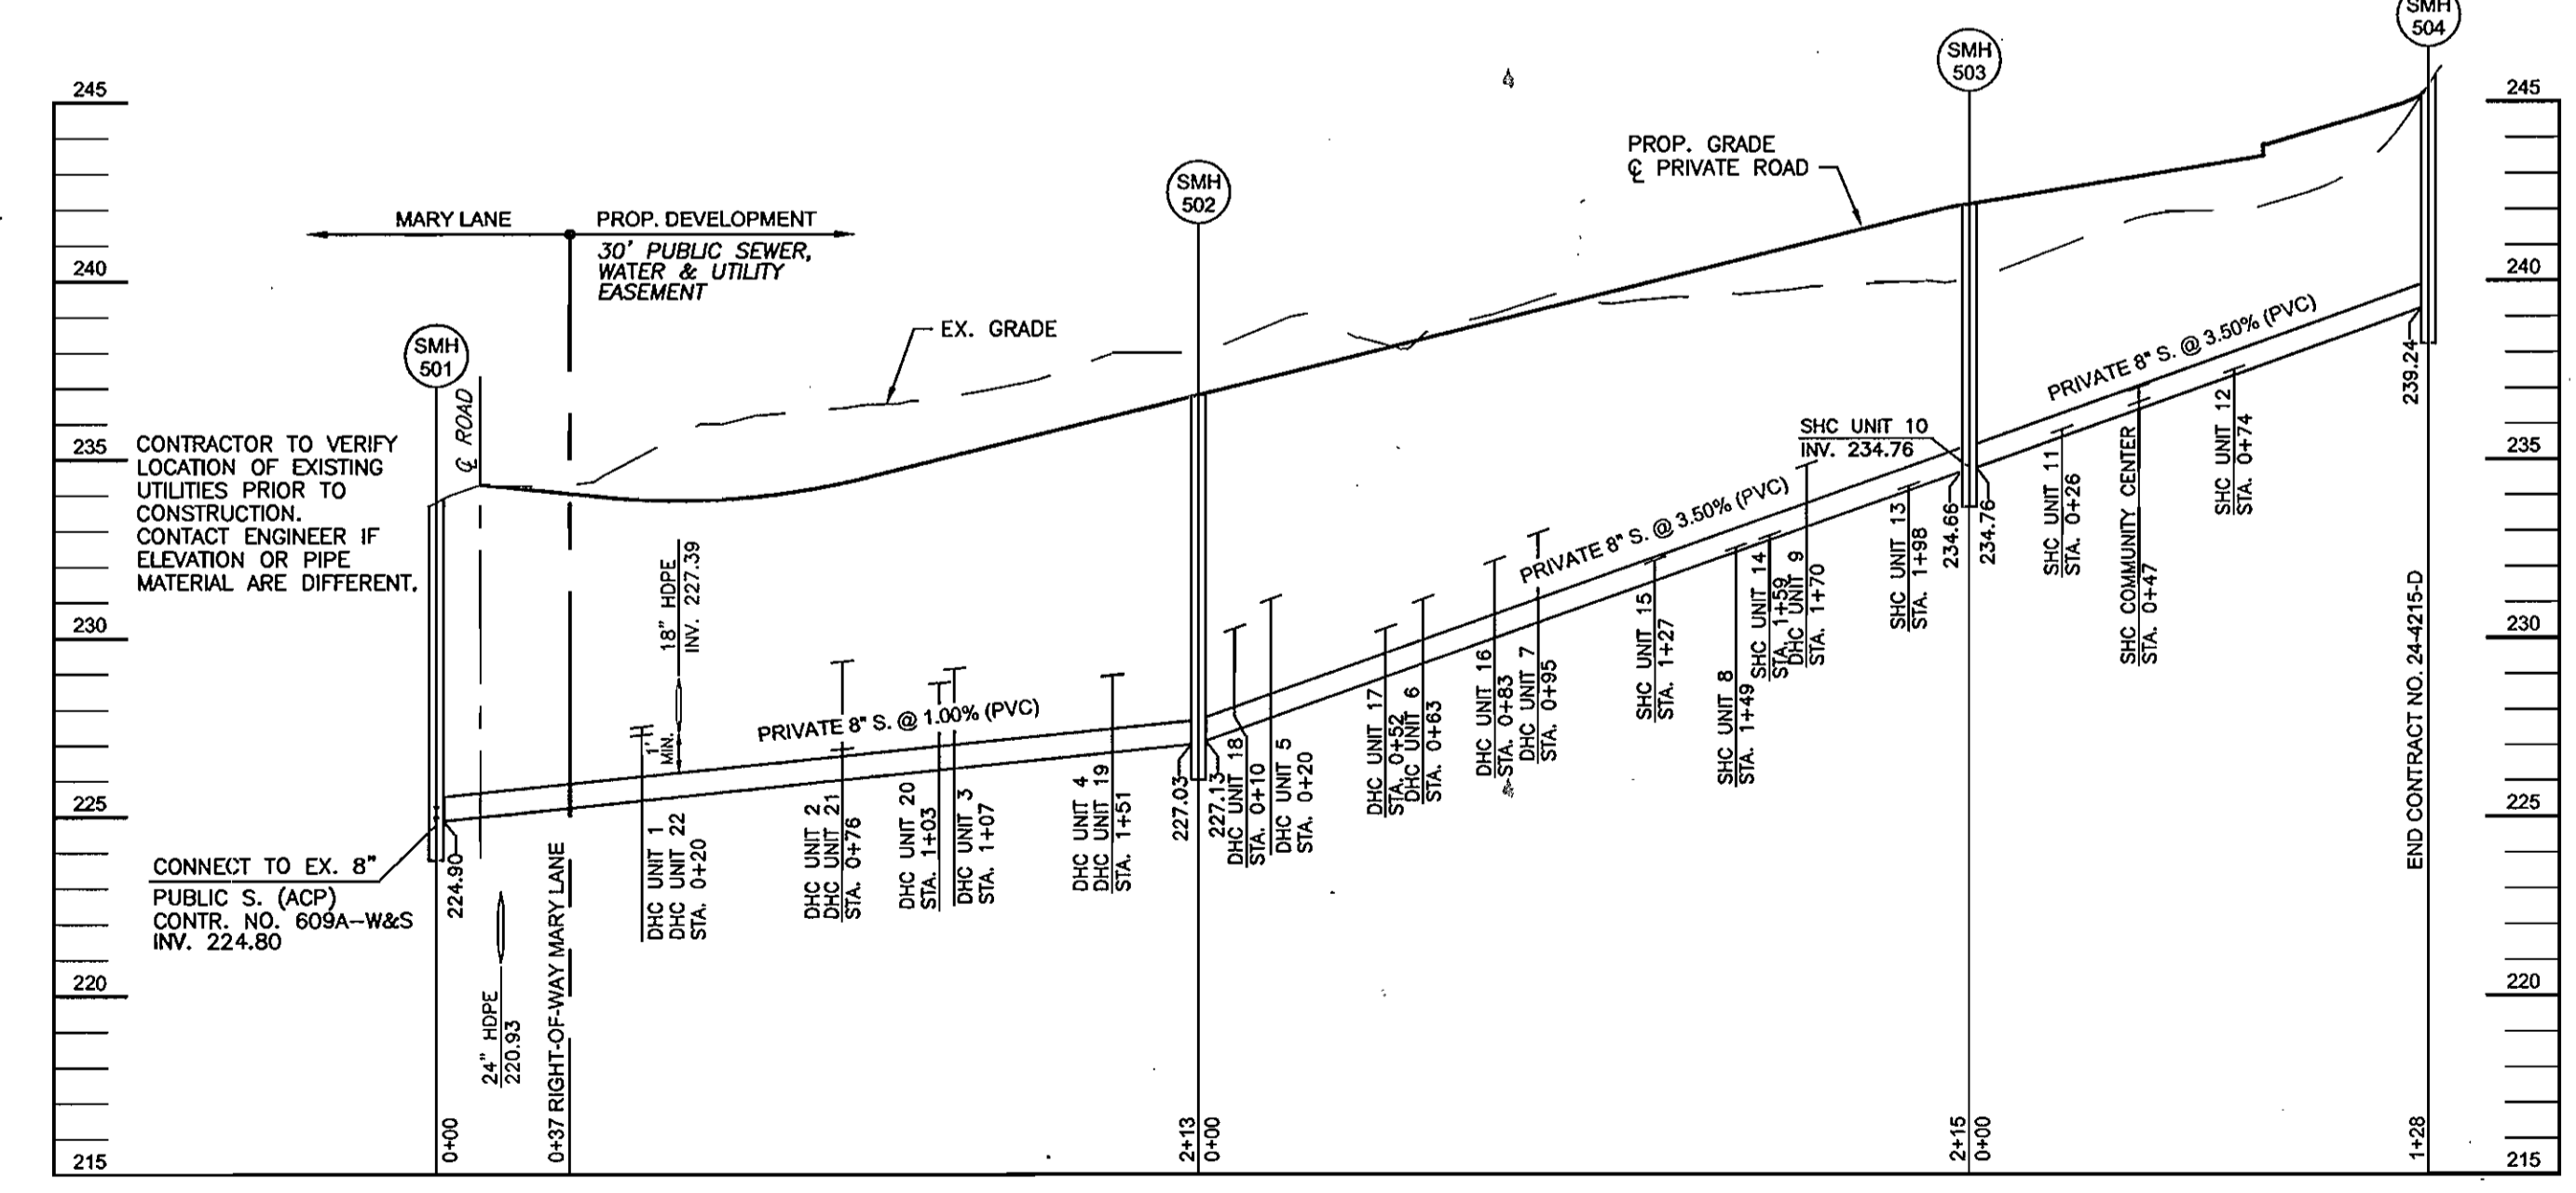 SMH
504
SMH
503
SMH
502
SMH
501
245
240
235
230
225
220
215
245
240
235
230
225
220
215
MARY LANE
PROP. DEVELOPMENT
30' PUBLIC SEWER,
WATER & UTILITY
EASEMENT
EX. GRADE
PROP. GRADE
℄ PRIVATE ROAD
℄ ROAD
CONTRACTOR TO VERIFY
LOCATION OF EXISTING
UTILITIES PRIOR TO
CONSTRUCTION.
CONTACT ENGINEER IF
ELEVATION OR PIPE
MATERIAL ARE DIFFERENT.
CONNECT TO EX. 8"
PUBLIC S. (ACP)
CONTR. NO. 609A-W&S
INV. 224.80
224.90
24" HDPE
220.93
0+37 RIGHT-OF-WAY MARY LANE
18" HDPE
INV. 227.39
1'
MIN.
DHC UNIT 1
DHC UNIT 22
STA. 0+20
PRIVATE 8" S. @ 1.00% (PVC)
DHC UNIT 2
DHC UNIT 21
STA. 0+76
DHC UNIT 20
STA. 1+03
DHC UNIT 3
STA. 1+07
DHC UNIT 4
DHC UNIT 19
STA. 1+51
227.03
227.13
DHC UNIT 18
STA. 0+10
DHC UNIT 5
STA. 0+20
DHC UNIT 17
STA. 0+52
DHC UNIT 6
STA. 0+63
DHC UNIT 16
STA. 0+83
DHC UNIT 7
STA. 0+95
PRIVATE 8" S. @ 3.50% (PVC)
SHC UNIT 15
STA. 1+27
SHC UNIT 8
STA. 1+49
SHC UNIT 14
STA. 1+59
DHC UNIT 9
STA. 1+70
SHC UNIT 13
STA. 1+98
SHC UNIT 10
INV. 234.76
234.66
234.76
SHC UNIT 11
STA. 0+26
SHC COMMUNITY CENTER
STA. 0+47
SHC UNIT 12
STA. 0+74
PRIVATE 8" S. @ 3.50% (PVC)
239.24
END CONTRACT NO. 24-4215-D
0+00
2+13
0+00
2+15
0+00
1+28